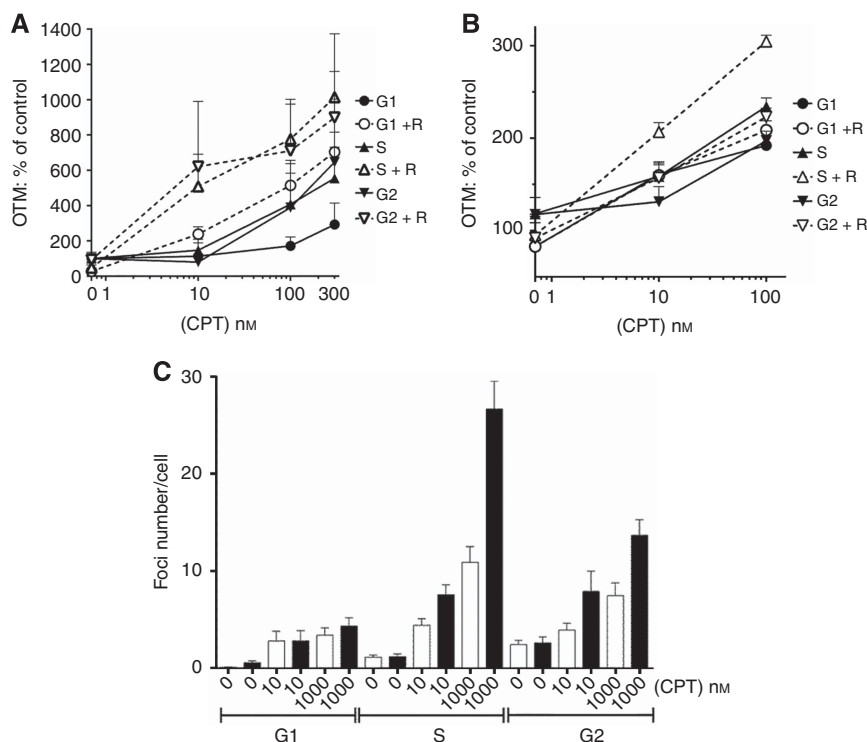 A
OTM: % of control
1400
1200
1000
800
600
400
200
0
0 1 10 100 300
(CPT) nM
G1
G1 +R
S
S + R
G2
G2 + R
B
OTM: % of control
300
200
100
0 1 10 100
(CPT) nM
G1
G1 +R
S
S + R
G2
G2 + R
C
Foci number/cell
30
20
10
0
0 0 10 10 1000 1000 0 0 10 10 1000 1000 0 0 10 10 1000 1000 (CPT) nM
G1 S G2